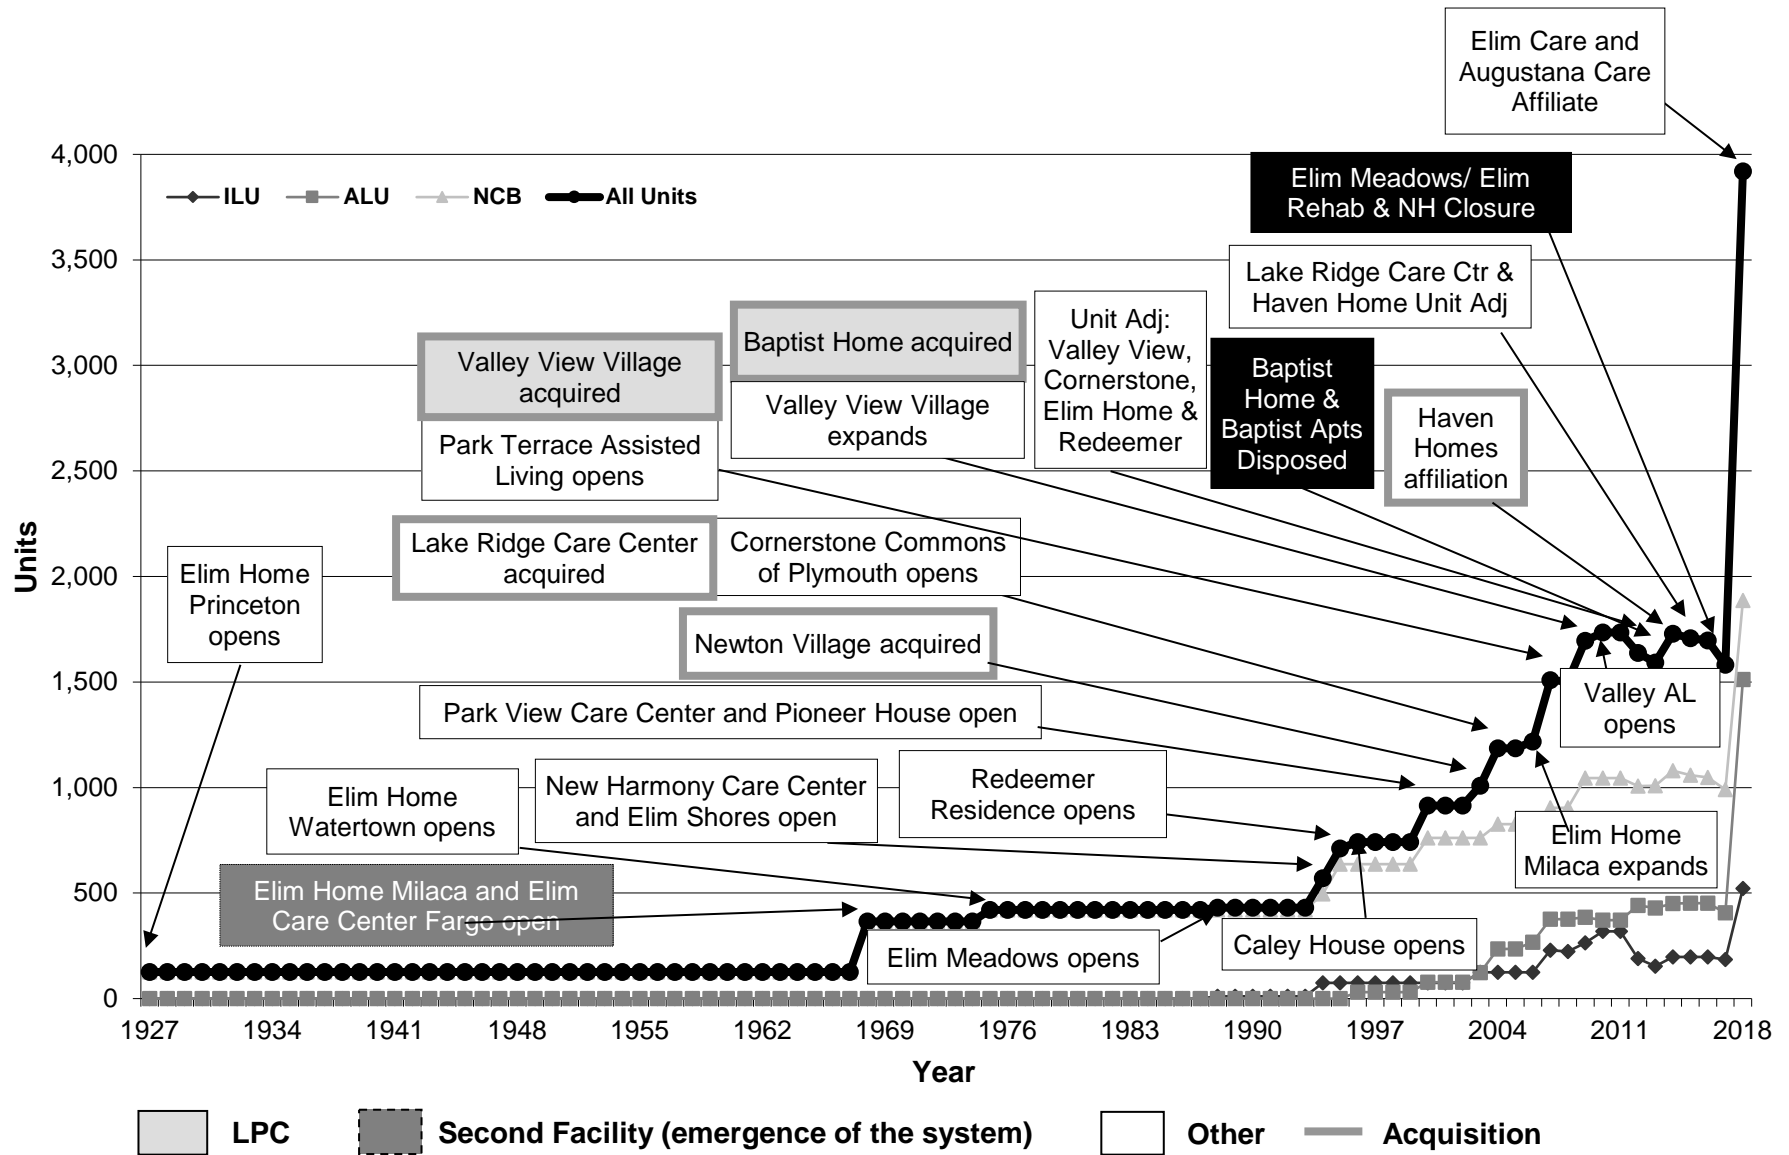 Elim Care and
Augustana Care
Affiliate
4,000
ILU
ALU
NCB
All Units
Elim Meadows/ Elim
Rehab & NH Closure
3,500
Lake Ridge Care Ctr &
Haven Home Unit Adj
Unit Adj:
Valley View,
Cornerstone,
Elim Home &
Redeemer
Baptist Home acquired
Valley View Village
expands
Valley View Village
acquired
Park Terrace Assisted
Living opens
3,000
Baptist
Home &
Baptist Apts
Disposed
Haven
Homes
affiliation
2,500
Lake Ridge Care Center
acquired
Cornerstone Commons
of Plymouth opens
Units
2,000
Elim Home
Princeton
opens
Newton Village acquired
1,500
Valley AL
opens
Park View Care Center and Pioneer House open
Elim Home
Watertown opens
New Harmony Care Center
and Elim Shores open
Redeemer
Residence opens
1,000
Elim Home
Milaca expands
Elim Home Milaca and Elim
Care Center Fargo open
500
Elim Meadows opens
Caley House opens
0
1927
1934
1941
1948
1955
1962
1969
1976
1983
1990
1997
2004
2011
2018
Year
LPC
Second Facility (emergence of the system)
Other
Acquisition